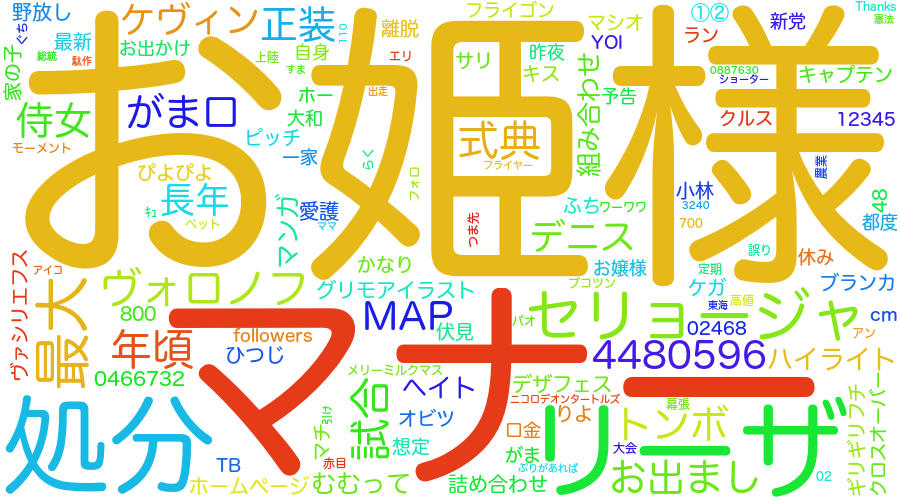 お姫様
マナー
処分
リーザ
セリョージャ
4480596
MAP
ヴォロノフ
最大
年頃
侍女
がま口
ケヴィン
正装
野放し
ぐち
最新
総統
駄作
家の子
お出かけ
上陸
110
自身
すま
離脱
エリ
フライゴン
サリ
昨夜
キス
マシオ
YOI
①②
ラン
新党
Thanks
憲法
0887630
ショーター
キャプテン
クルス
12345
予告
組み合わせ
ホー
出走
大和
モーメント
ピッチ
一家
らく
式典
フライヤー
フォロ
農業
48
都度
ぴよぴよ
長年
ペット
マンガ
愛護
ママ
つま先
ふち
ワーワワ
小林
3240
700
デニス
誤り
休み
かなり
お嬢様
定期
ケガ
東海
高値
ブランカ
アイコ
ヴァシリエフス
グリモアイラスト
プコツン
800
followers
ひつじ
伏見
パオ
02468
cm
アン
0466732
メリーミルクマス
ヘイト
デザフェス
ニコロデオンタートルズ
ハイライト
ギリギリフチ
クロスオーバー
試合
オビツ
りよ
トンボ
幕張
マチ
引け
口金
大会
想定
がま
TB
赤目
ホームページ
むむって
詰め合わせ
ぷりがあれば
お出まし
02